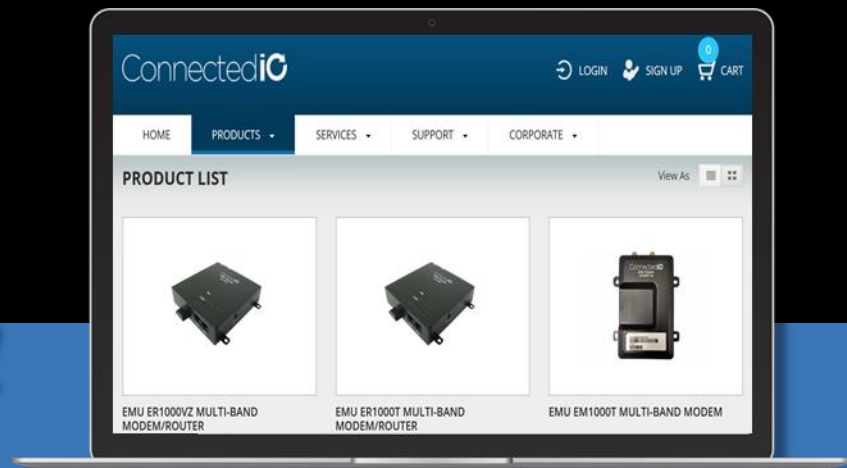 ConnectediO
LOGIN
SIGN UP
0
CART
HOME
PRODUCTS
SERVICES
SUPPORT
CORPORATE
PRODUCT LIST
View As
ConnectediO
EMU ER1000VZ MULTI-BAND
MODEM/ROUTER
EMU ER1000T MULTI-BAND
MODEM/ROUTER
EMU EM1000T MULTI-BAND MODEM